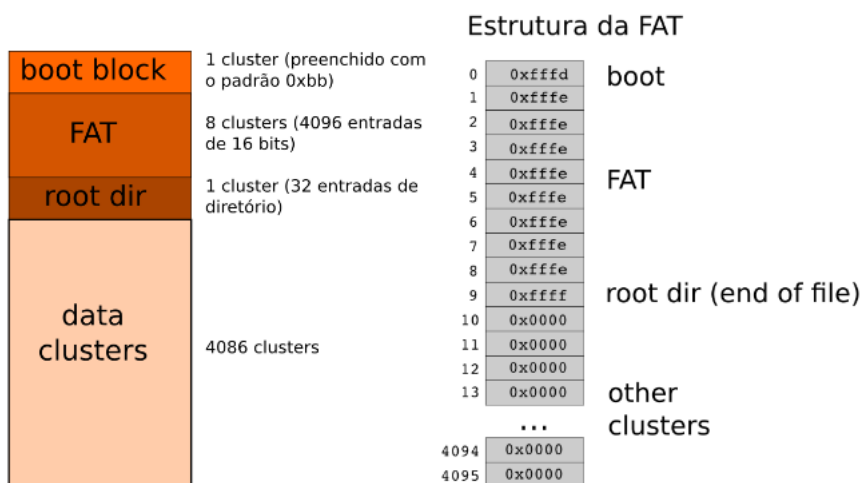 Estrutura da FAT
boot block
1 cluster (preenchido com
o padrão 0xbb)
FAT
8 clusters (4096 entradas
de 16 bits)
root dir
1 cluster (32 entradas de
diretório)
data
clusters
4086 clusters
0 0xfffd boot
1 0xfffe
2 0xfffe
3 0xfffe
4 0xfffe FAT
5 0xfffe
6 0xfffe
7 0xfffe
8 0xfffe
9 0xffff root dir (end of file)
10 0x0000
11 0x0000
12 0x0000
13 0x0000 other
... clusters
4094 0x0000
4095 0x0000